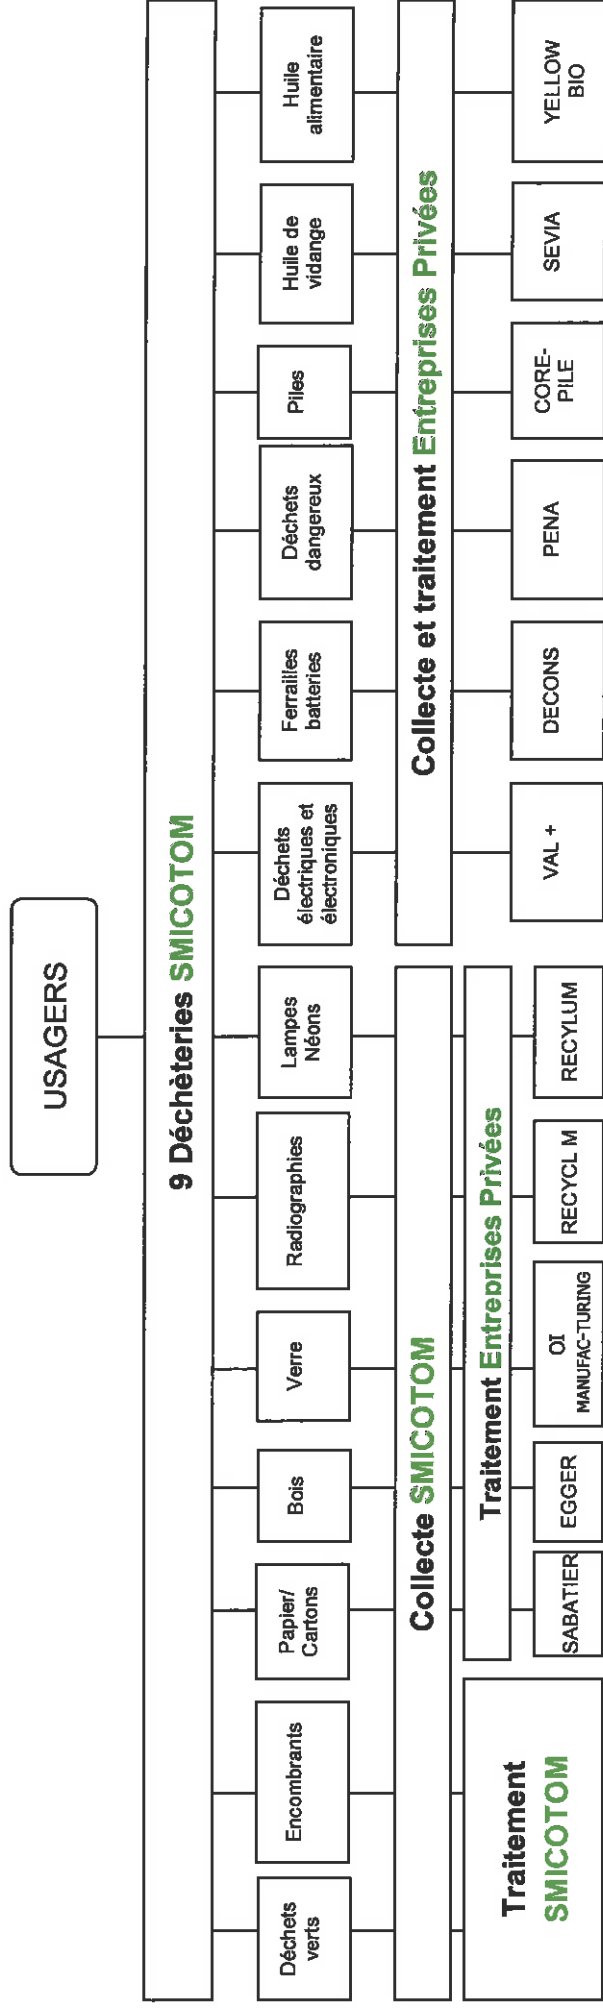 USAGERS
9 Déchèteries SMICOTOM
Déchets
verts
Encombrants
Papier/
Cartons
Bois
Verre
Radiographies
Lampes
Néons
Déchets
électriques et
électroniques
Ferrailles
batteries
Déchets
dangereux
Piles
Huile de
vidange
Huile
alimentaire
Collecte SMICOTOM
Collecte et traitement Entreprises Privées
Traitement
SMICOTOM
Traitement Entreprises Privées
SABATIER
EGGER
OI
MANUFAC-TURING
RECYCL M
RECYLUM
VAL +
DECONS
PENA
CORE-
PILE
SEVIA
YELLOW
BIO